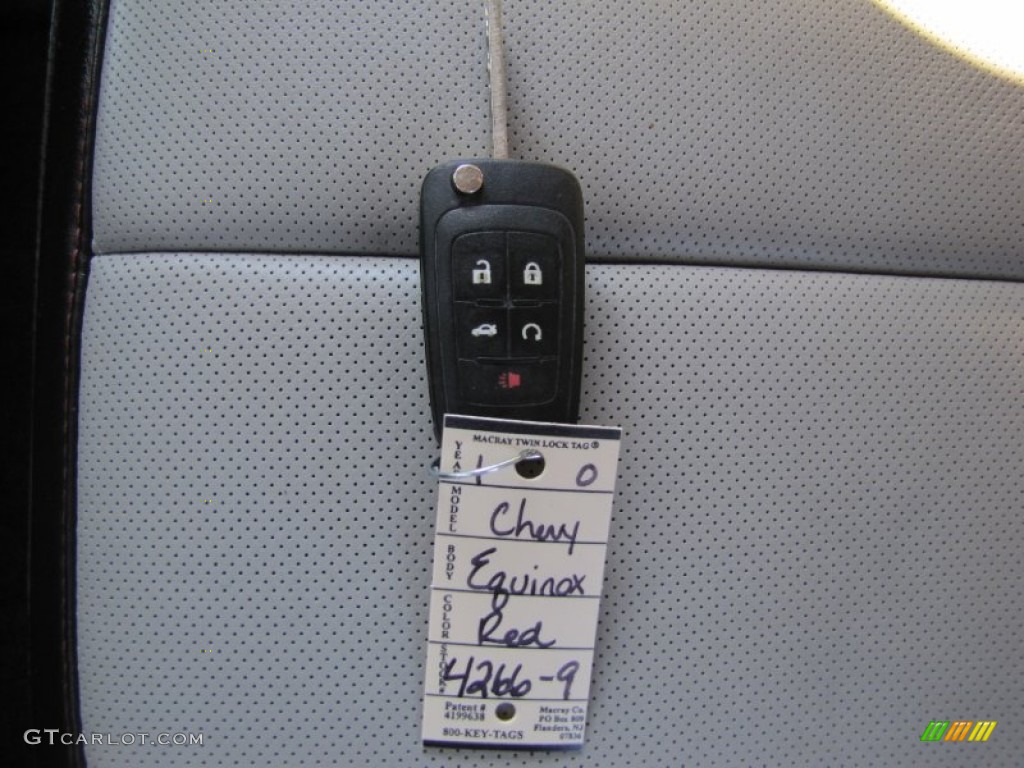 MACRAY TWIN LOCK TAG®
YEAR 1 0
MODEL Chevy
BODY Equinox
COLOR Red
STOCK# 4266-9
Patent #
4199638
800-KEY-TAGS
Macray Co.
PO Box 809
Flanders, NJ
07836
GTCARLOT.COM